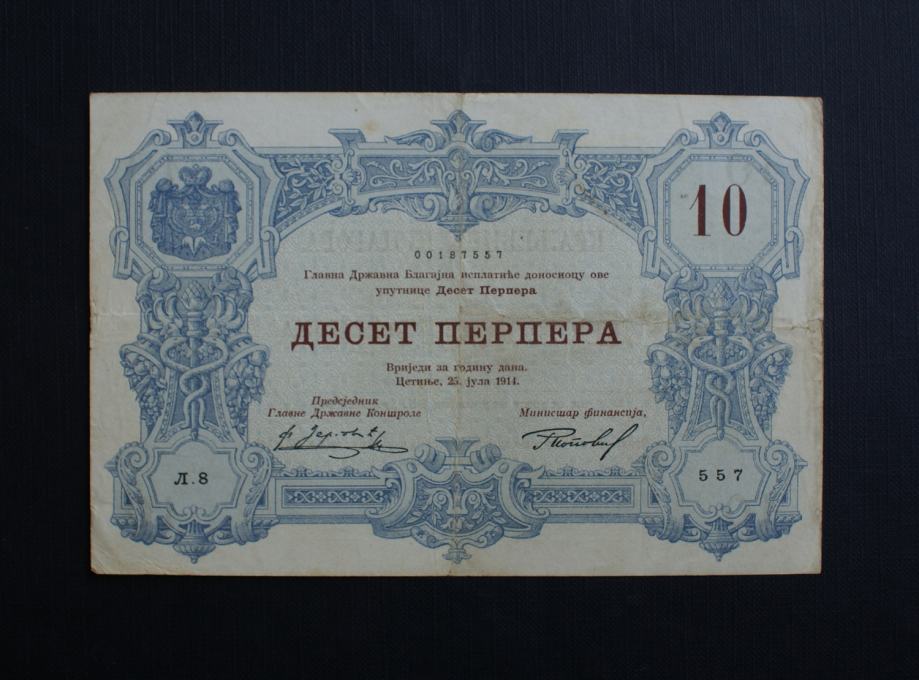 10
00187557
Главна Државна Благајна исплатиће доносиоцу ове
упутнице Десет Перпера
ДЕСЕТ ПЕРПЕРА
Вриједи за годину дана.
Цетиње, 25. јула 1914.
Предсједник
Главне Државне Контроле
Министар финансија,
Л.8
557